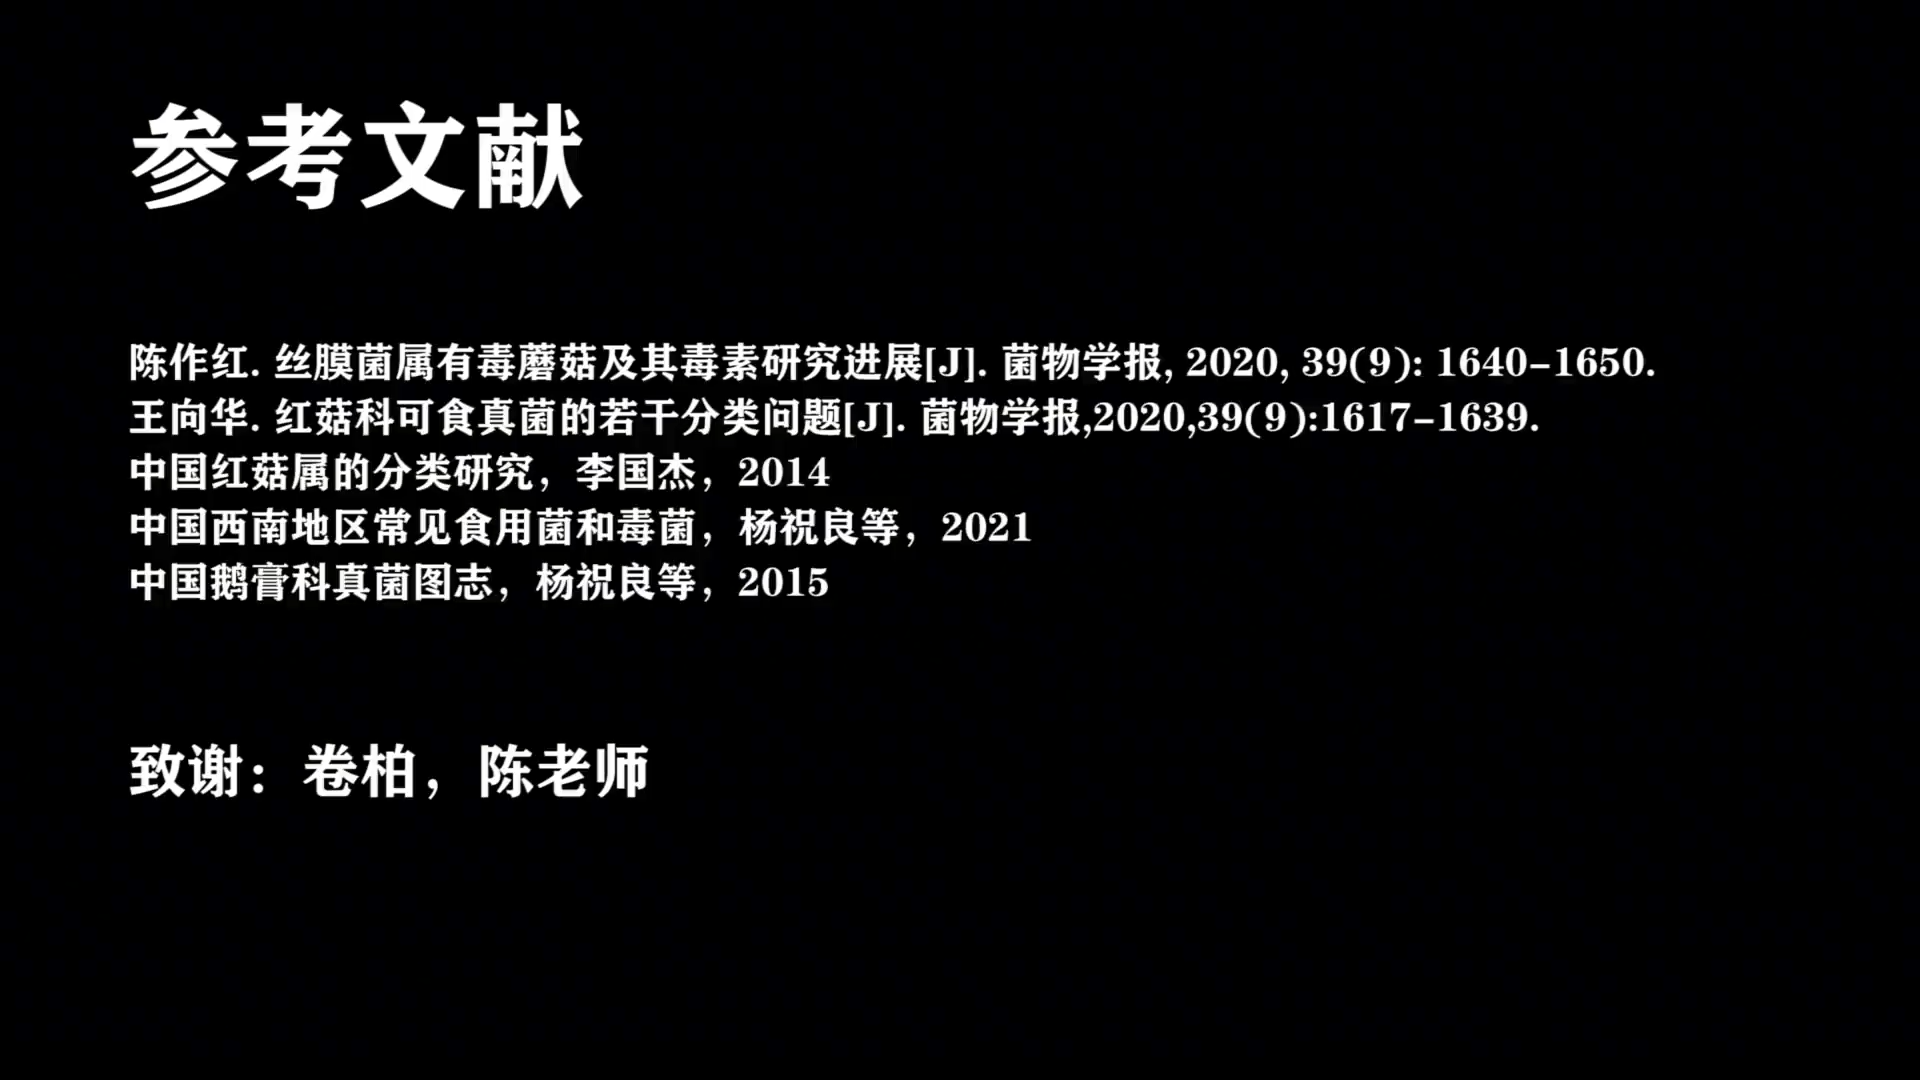 参考文献
陈作红. 丝膜菌属有毒蘑菇及其毒素研究进展[J]. 菌物学报, 2020, 39(9): 1640-1650.
王向华. 红菇科可食真菌的若干分类问题[J]. 菌物学报,2020,39(9):1617-1639.
中国红菇属的分类研究，李国杰，2014
中国西南地区常见食用菌和毒菌，杨祝良等，2021
中国鹅膏科真菌图志，杨祝良等，2015
致谢：卷柏，陈老师